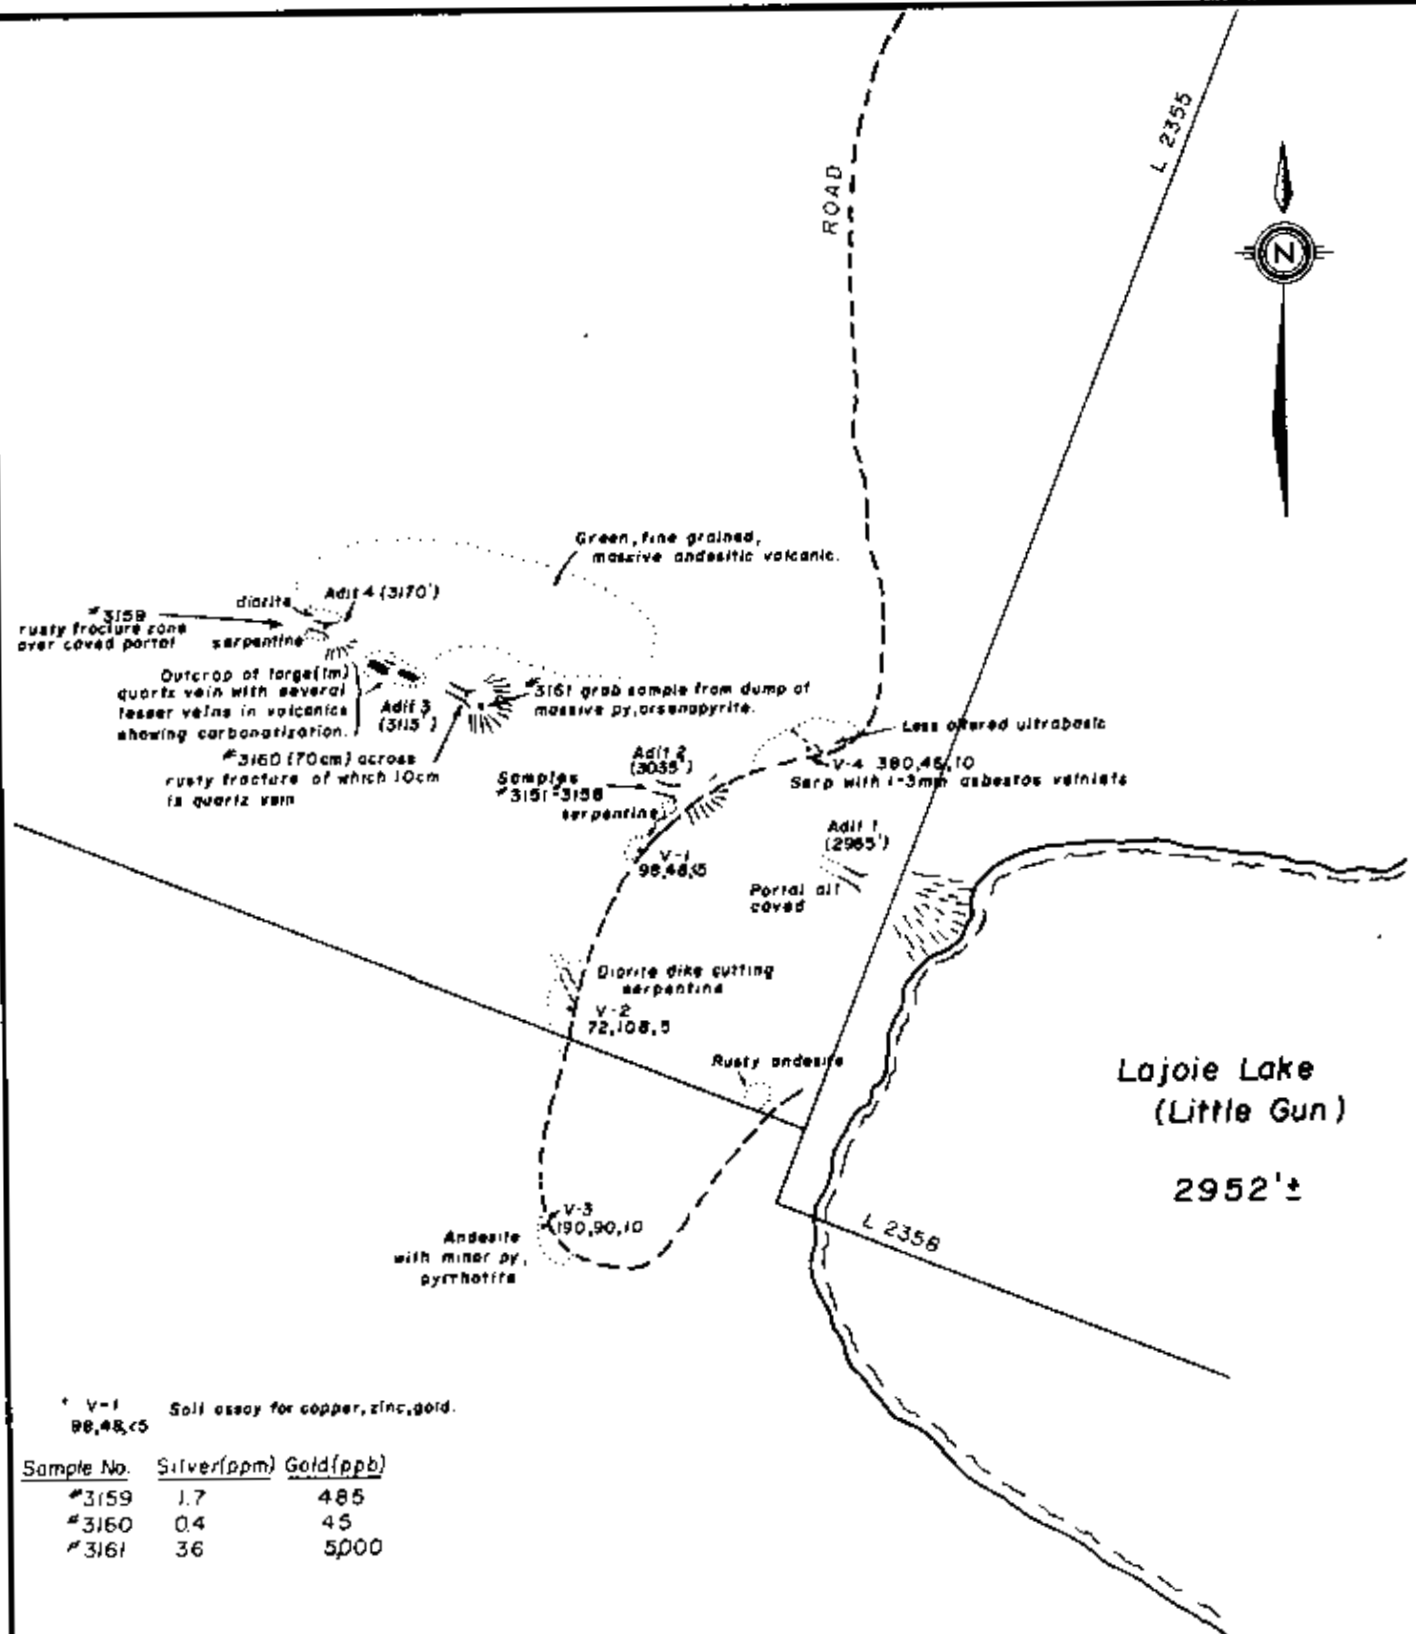 L 2355
ROAD
N
Green, fine grained,
massive andesitic volcanic.
diorite
Adit 4 (3170')
#3159
rusty fracture zone
over caved portal
serpentine
Outcrop of large (1m)
quartz vein with several
lesser veins in volcanics
showing carbonatization.
Adit 3
(3115')
#3161 grab sample from dump of
massive py, arsenopyrite.
#3160 (70cm) across
rusty fracture of which 10cm
is quartz vein
Less altered ultrabasic
V-4 380,46,10
Serp with 1-3mm asbestos veinlets
Adit 2
(3035')
Samples
#3151-3158
serpentine
V-1
98,48,<5
Adit 1
(2965')
Portal all
caved
Diorite dike cutting
serpentine
V-2
72,108,5
Rusty andesite
Lajoie Lake
(Little Gun)
2952'±
V-3
190,90,10
Andesite
with minor py,
pyrrhotite
L 2358
V-1
98,48,<5
Soil assay for copper, zinc, gold.
Sample No. Silver(ppm) Gold(ppb)
#3159 1.7 485
#3160 0.4 45
#3161 36 5,000